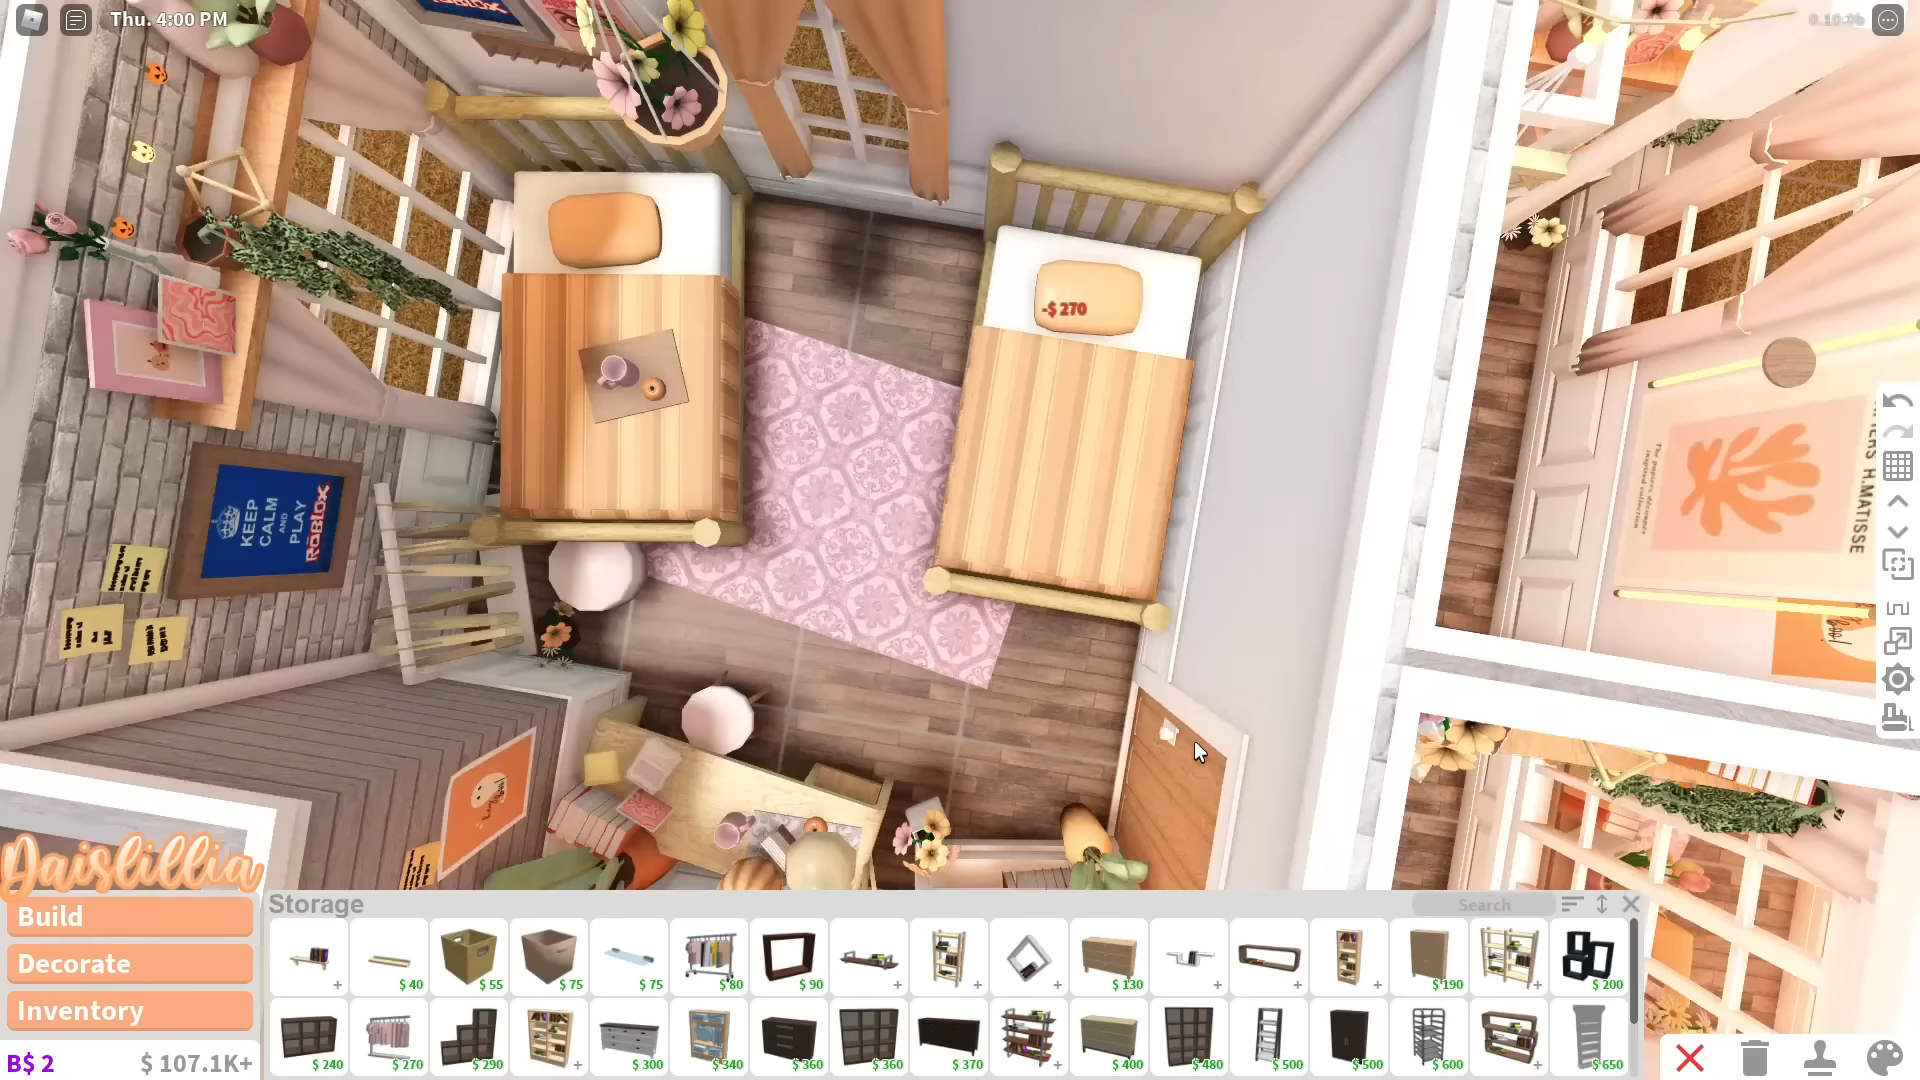 Thu. 4:00 PM
ROBLOX
-$ 270
KEEP
CALM
AND
PLAY
ROBLOX
H.MATISSE
Daislillia
Build
Decorate
Inventory
B$ 2
$ 107.1K+
Storage
Search
+
$ 40
$ 55
$ 75
$ 75
$ 80
$ 90
+
+
+
$ 130
+
+
+
$ 190
+
$ 200
$ 240
$ 270
$ 290
+
$ 300
$ 340
$ 360
$ 360
$ 370
+
$ 400
$ 480
$ 500
$ 500
$ 600
+
$ 650